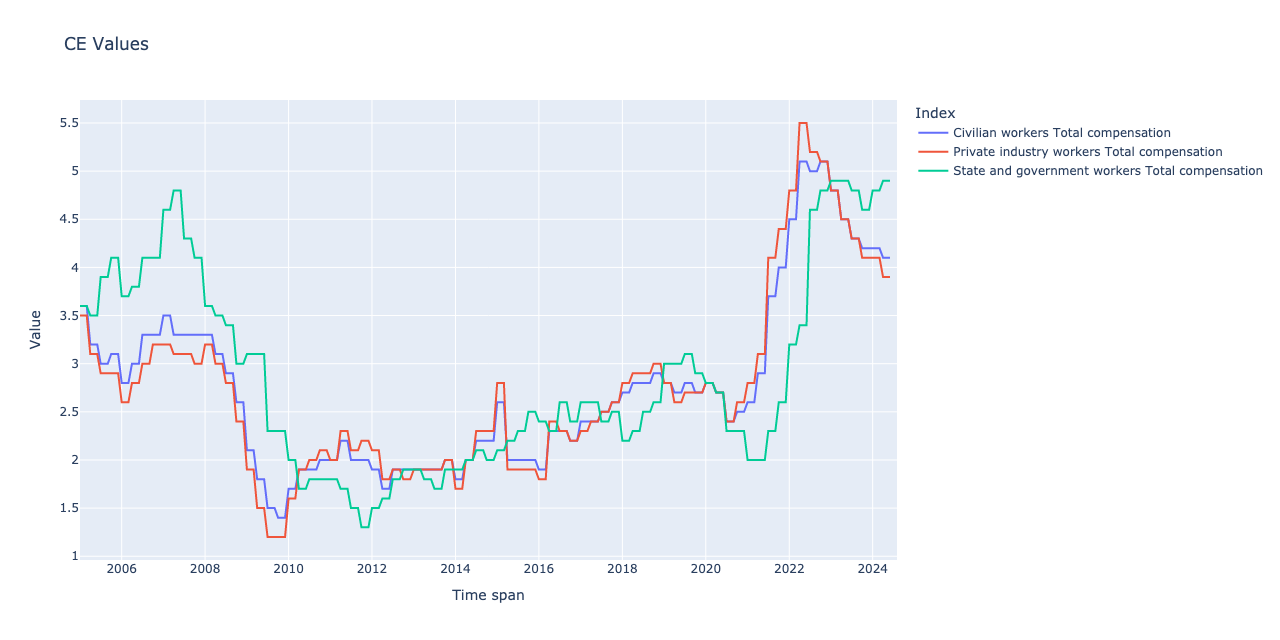 CE Values
Index
Civilian workers Total compensation
Private industry workers Total compensation
State and government workers Total compensation
Value
5.5
5
4.5
4
3.5
3
2.5
2
1.5
1
2006 2008 2010 2012 2014 2016 2018 2020 2022 2024
Time span